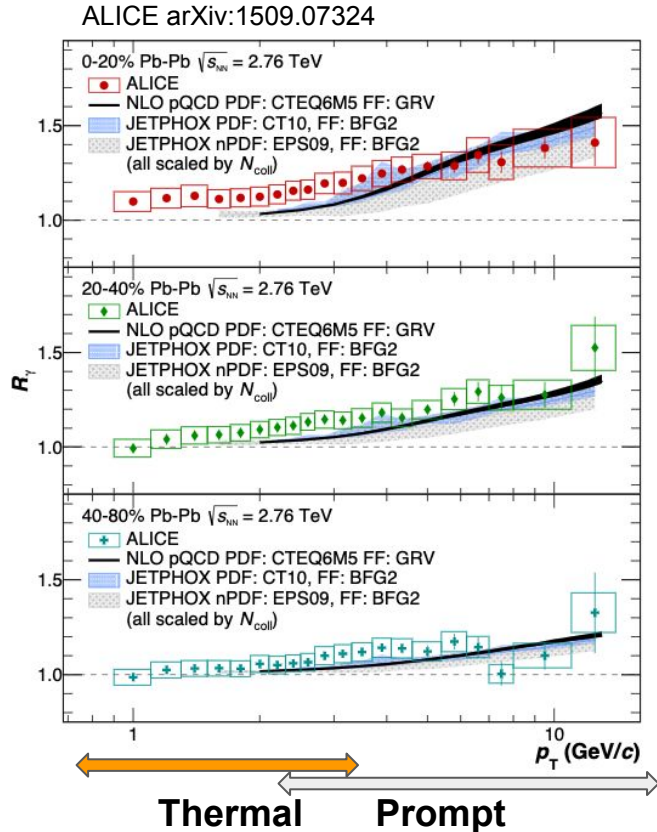 ALICE arXiv:1509.07324
0-20% Pb-Pb √sNN = 2.76 TeV
ALICE
NLO pQCD PDF: CTEQ6M5 FF: GRV
JETPHOX PDF: CT10, FF: BFG2
JETPHOX nPDF: EPS09, FF: BFG2
(all scaled by Ncoll)
1.5
1.0
20-40% Pb-Pb √sNN = 2.76 TeV
ALICE
NLO pQCD PDF: CTEQ6M5 FF: GRV
JETPHOX PDF: CT10, FF: BFG2
JETPHOX nPDF: EPS09, FF: BFG2
(all scaled by Ncoll)
1.5
1.0
Rγ
40-80% Pb-Pb √sNN = 2.76 TeV
ALICE
NLO pQCD PDF: CTEQ6M5 FF: GRV
JETPHOX PDF: CT10, FF: BFG2
JETPHOX nPDF: EPS09, FF: BFG2
(all scaled by Ncoll)
1.5
1.0
1 10
pT (GeV/c)
Thermal Prompt